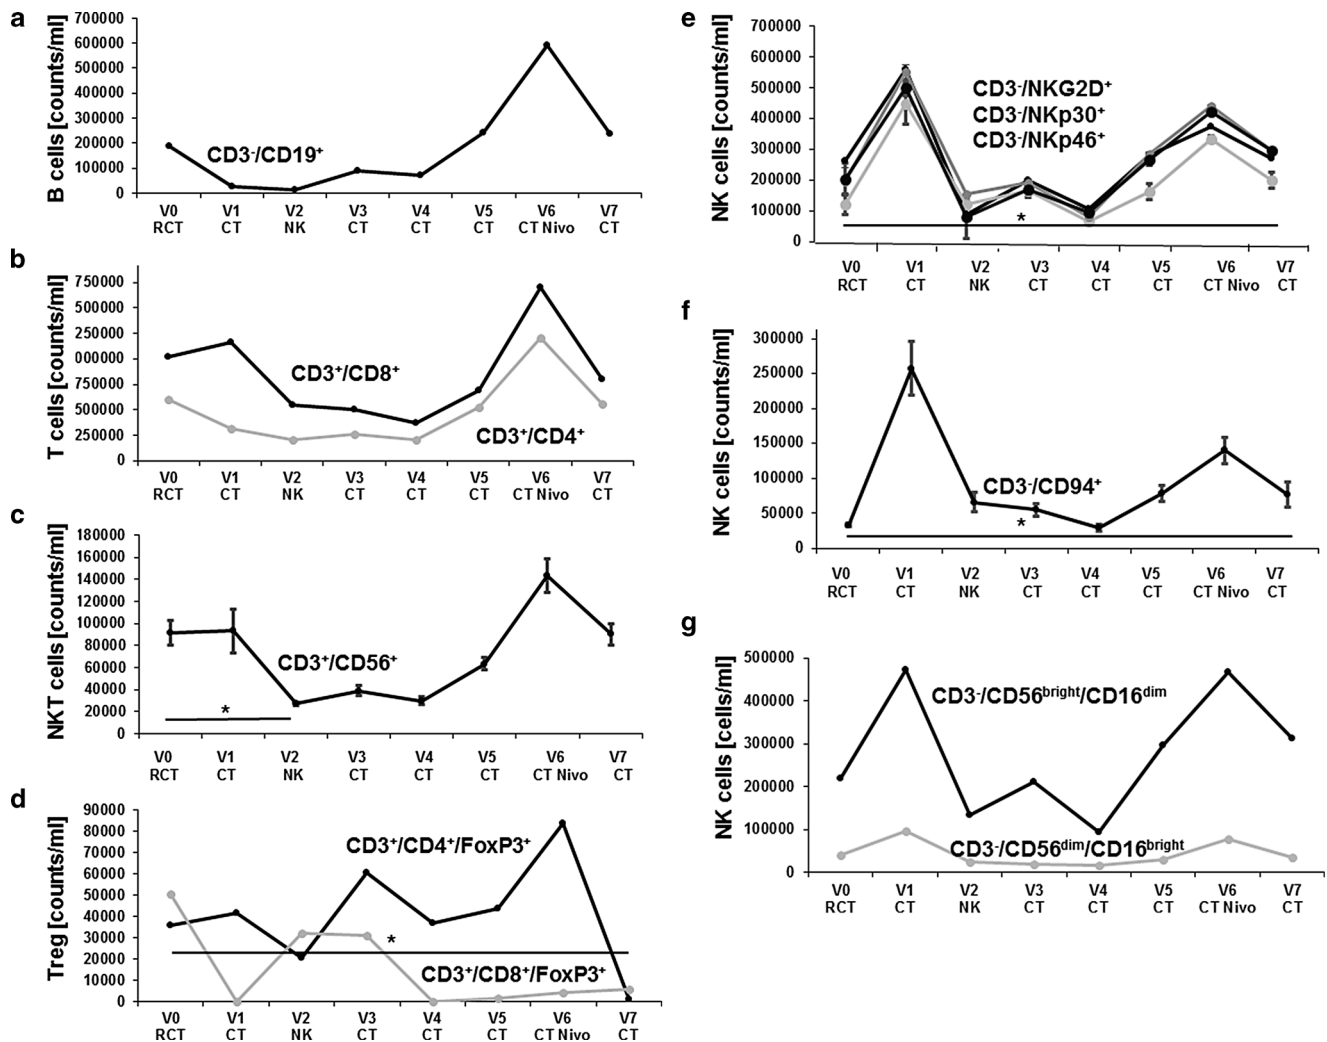 a
B cells [counts/ml]
700000
600000
500000
400000
300000
200000
100000
0
CD3⁻/CD19⁺
V0 V1 V2 V3 V4 V5 V6 V7
RCT CT NK CT CT CT CT Nivo CT
b
T cells [counts/ml]
750000
500000
250000
000000
750000
500000
250000
0
CD3⁺/CD8⁺
CD3⁺/CD4⁺
V0 V1 V2 V3 V4 V5 V6 V7
RCT CT NK CT CT CT CT Nivo CT
c
NKT cells [counts/ml]
180000
160000
140000
120000
100000
80000
60000
40000
20000
0
CD3⁺/CD56⁺
*
V0 V1 V2 V3 V4 V5 V6 V7
RCT CT NK CT CT CT CT Nivo CT
d
Treg [counts/ml]
90000
80000
70000
60000
50000
40000
30000
20000
10000
0
CD3⁺/CD4⁺/FoxP3⁺
*
CD3⁺/CD8⁺/FoxP3⁺
V0 V1 V2 V3 V4 V5 V6 V7
RCT CT NK CT CT CT CT Nivo CT
e
NK cells [counts/ml]
700000
600000
500000
400000
300000
200000
100000
0
CD3⁻/NKG2D⁺
CD3⁻/NKp30⁺
CD3⁻/NKp46⁺
*
V0 V1 V2 V3 V4 V5 V6 V7
RCT CT NK CT CT CT CT Nivo CT
f
NK cells [counts/ml]
300000
250000
200000
150000
100000
50000
0
CD3⁻/CD94⁺
*
V0 V1 V2 V3 V4 V5 V6 V7
RCT CT NK CT CT CT CT Nivo CT
g
NK cells [cells/ml]
500000
400000
300000
200000
100000
0
CD3⁻/CD56ᵇʳⁱᵍʰᵗ/CD16ᵈⁱᵐ
CD3⁻/CD56ᵈⁱᵐ/CD16ᵇʳⁱᵍʰᵗ
V0 V1 V2 V3 V4 V5 V6 V7
RCT CT NK CT CT CT CT Nivo CT